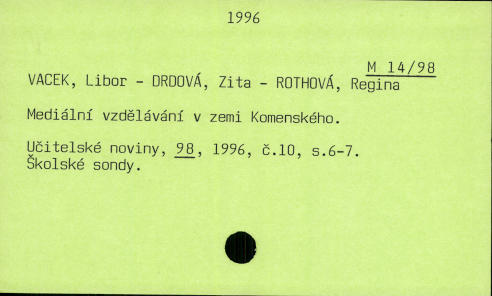 1996
M 14/98
VACEK, Libor - DRDOVÁ, Zita - ROTHOVÁ, Regina
Mediální vzdělávání v zemi Komenského.
Učitelské noviny, 98, 1996, č.10, s.6-7.
Školské sondy.